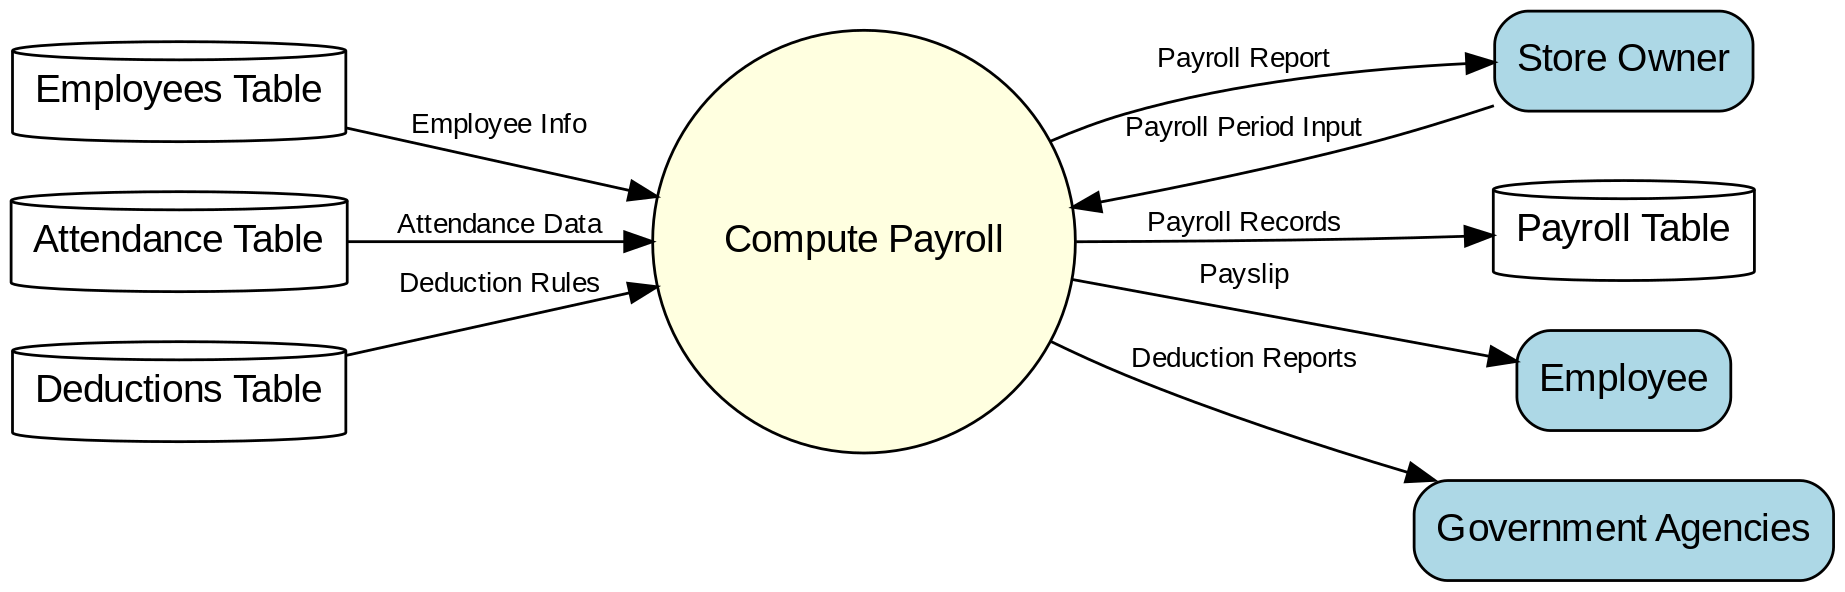 Employees Table
Attendance Table
Deductions Table
Employee Info
Attendance Data
Deduction Rules
Compute Payroll
Payroll Report
Payroll Period Input
Payroll Records
Payslip
Deduction Reports
Store Owner
Payroll Table
Employee
Government Agencies